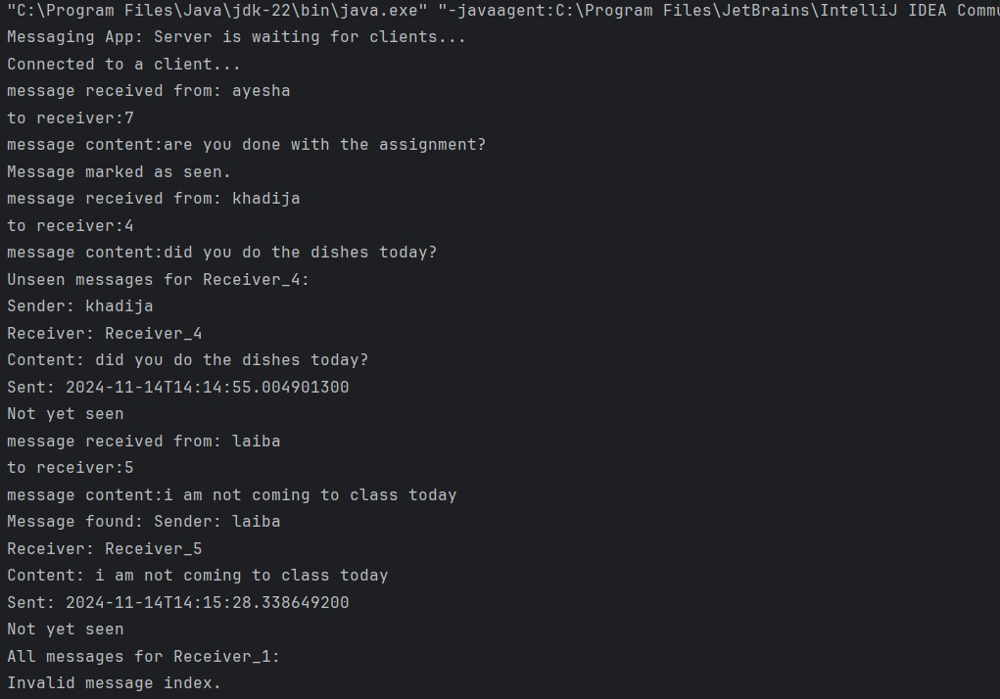 "C:\Program Files\Java\jdk-22\bin\java.exe" "-javaagent:C:\Program Files\JetBrains\IntelliJ IDEA Commu
Messaging App: Server is waiting for clients...
Connected to a client...
message received from: ayesha
to receiver:7
message content:are you done with the assignment?
Message marked as seen.
message received from: khadija
to receiver:4
message content:did you do the dishes today?
Unseen messages for Receiver_4:
Sender: khadija
Receiver: Receiver_4
Content: did you do the dishes today?
Sent: 2024-11-14T14:14:55.004901300
Not yet seen
message received from: laiba
to receiver:5
message content:i am not coming to class today
Message found: Sender: laiba
Receiver: Receiver_5
Content: i am not coming to class today
Sent: 2024-11-14T14:15:28.338649200
Not yet seen
All messages for Receiver_1:
Invalid message index.